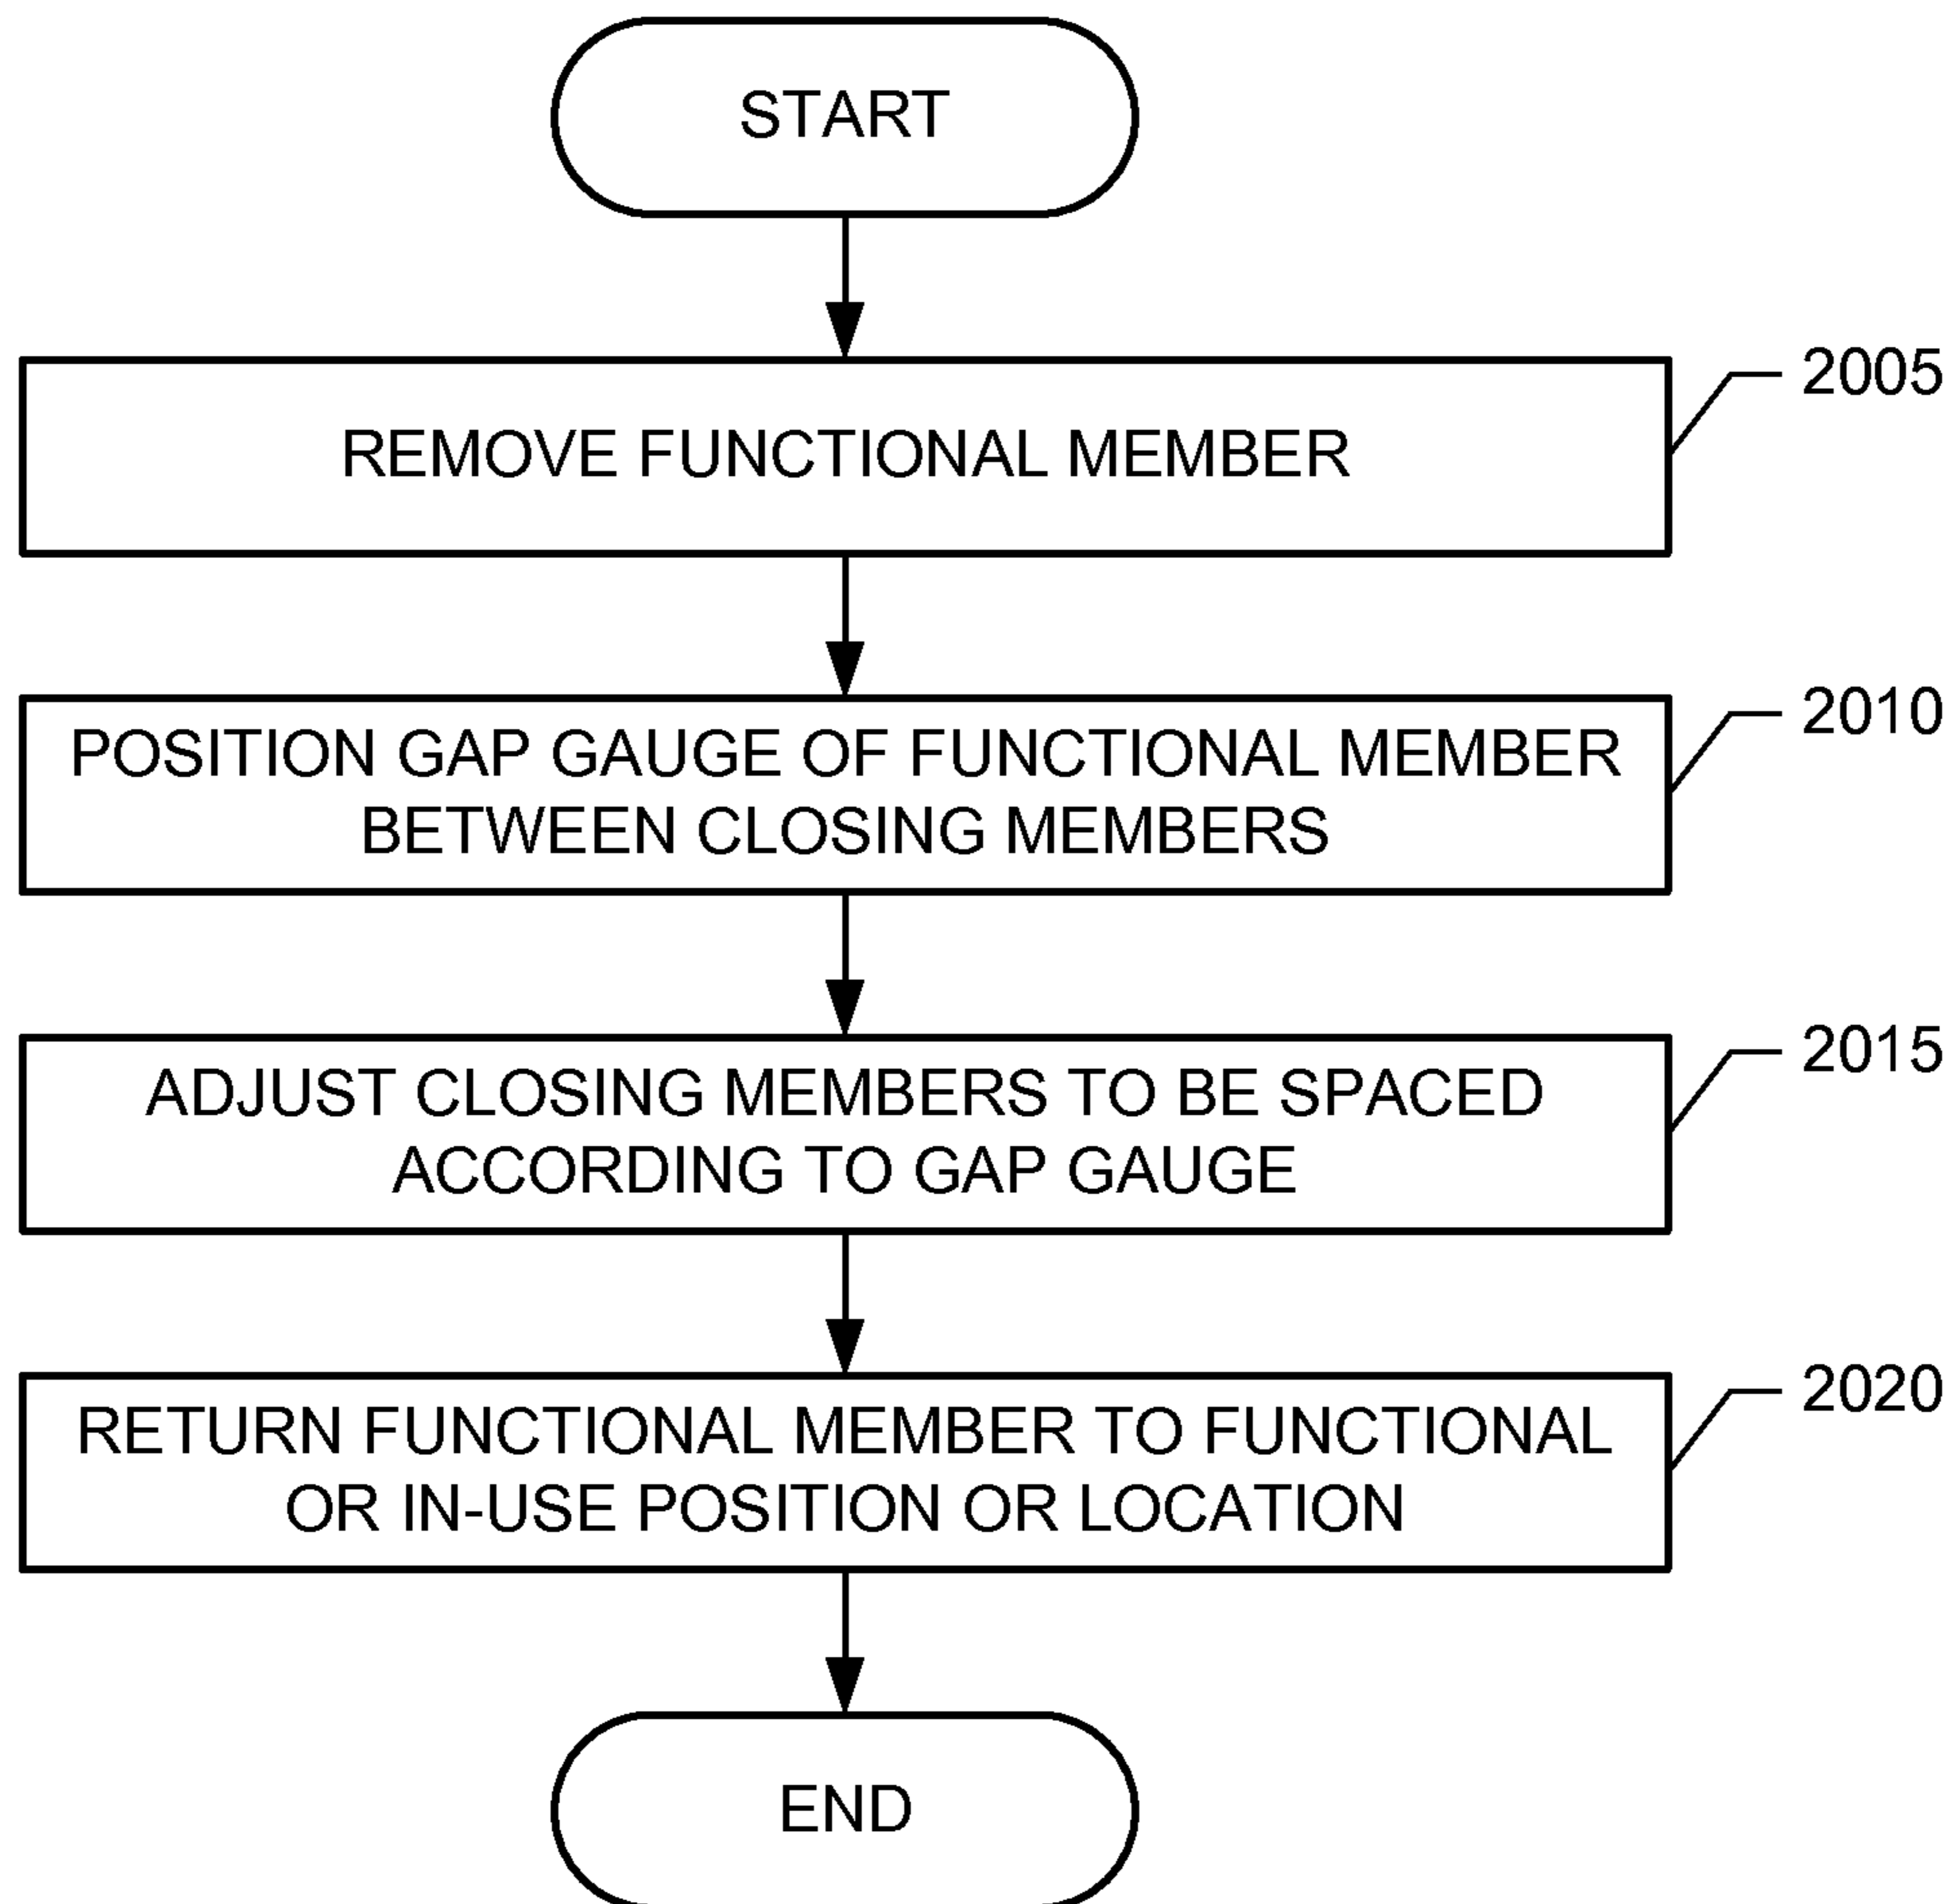 START
2005
REMOVE FUNCTIONAL MEMBER
2010
POSITION GAP GAUGE OF FUNCTIONAL MEMBER
BETWEEN CLOSING MEMBERS
2015
ADJUST CLOSING MEMBERS TO BE SPACED
ACCORDING TO GAP GAUGE
2020
RETURN FUNCTIONAL MEMBER TO FUNCTIONAL
OR IN-USE POSITION OR LOCATION
END